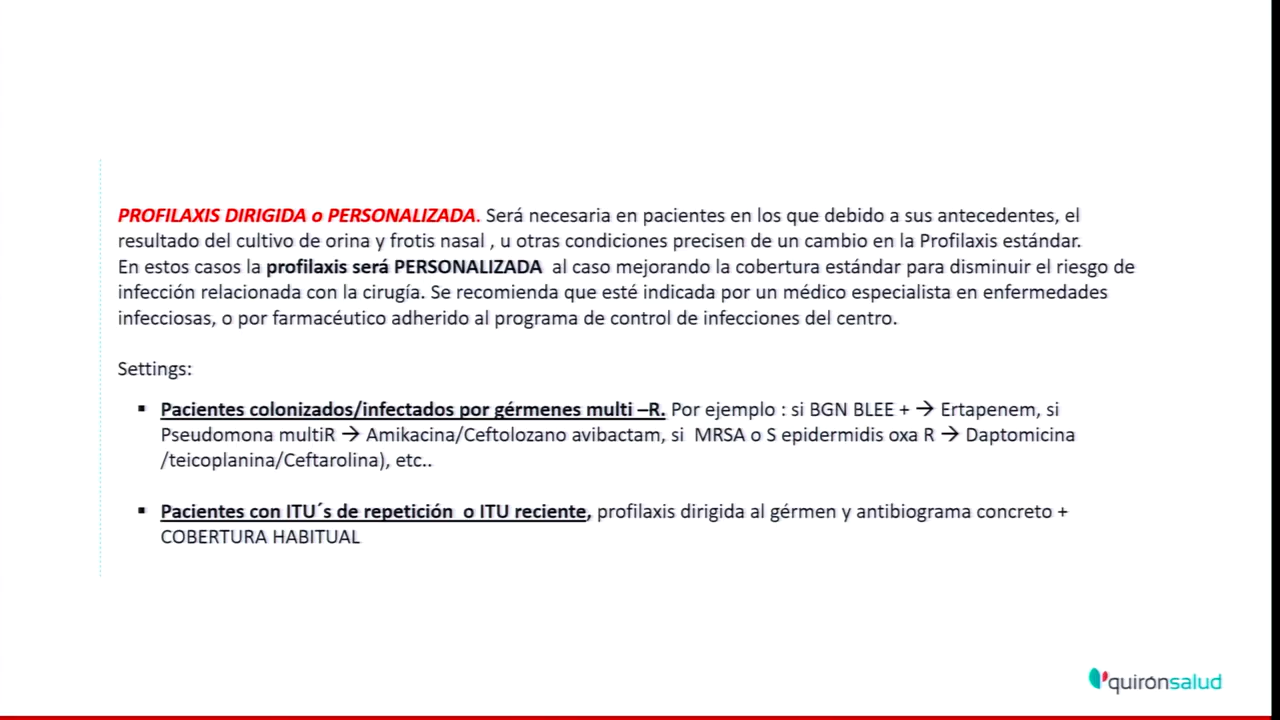 PROFILAXIS DIRIGIDA o PERSONALIZADA. Será necesaria en pacientes en los que debido a sus antecedentes, el
resultado del cultivo de orina y frotis nasal , u otras condiciones precisen de un cambio en la Profilaxis estándar.
En estos casos la profilaxis será PERSONALIZADA al caso mejorando la cobertura estándar para disminuir el riesgo de
infección relacionada con la cirugía. Se recomienda que esté indicada por un médico especialista en enfermedades
infecciosas, o por farmacéutico adherido al programa de control de infecciones del centro.
Settings:
▪ Pacientes colonizados/infectados por gérmenes multi –R. Por ejemplo : si BGN BLEE + → Ertapenem, si
Pseudomona multiR → Amikacina/Ceftolozano avibactam, si MRSA o S epidermidis oxa R → Daptomicina
/teicoplanina/Ceftarolina), etc..
▪ Pacientes con ITU´s de repetición o ITU reciente, profilaxis dirigida al gérmen y antibiograma concreto +
COBERTURA HABITUAL
quirónsalud